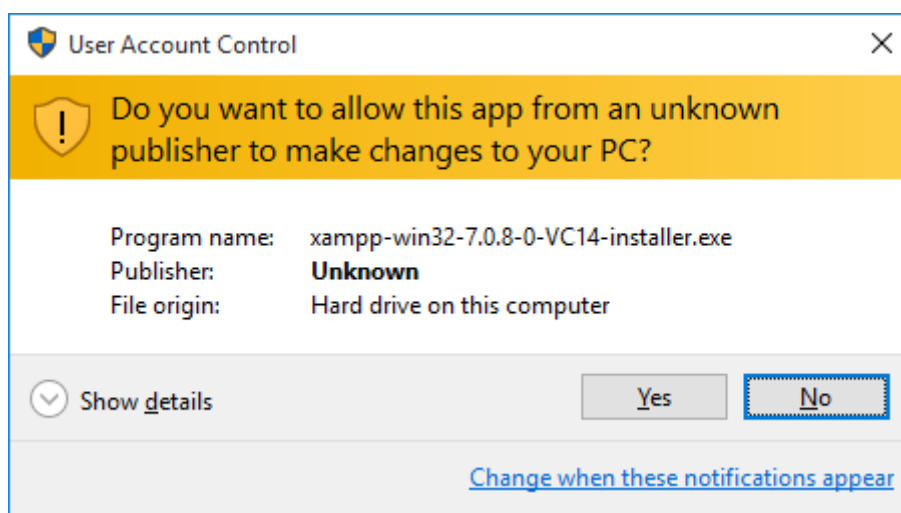 User Account Control
Do you want to allow this app from an unknown
publisher to make changes to your PC?
Program name: xampp-win32-7.0.8-0-VC14-installer.exe
Publisher: Unknown
File origin: Hard drive on this computer
Show details Yes No
Change when these notifications appear